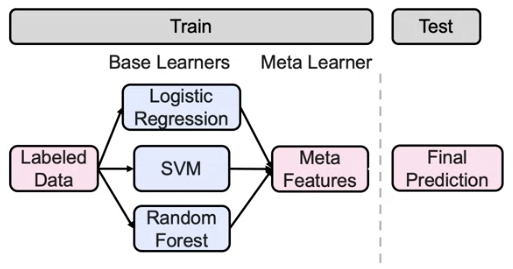 Train
Test
Base Learners
Meta Learner
Logistic
Regression
Labeled
Data
SVM
Meta
Features
Final
Prediction
Random
Forest